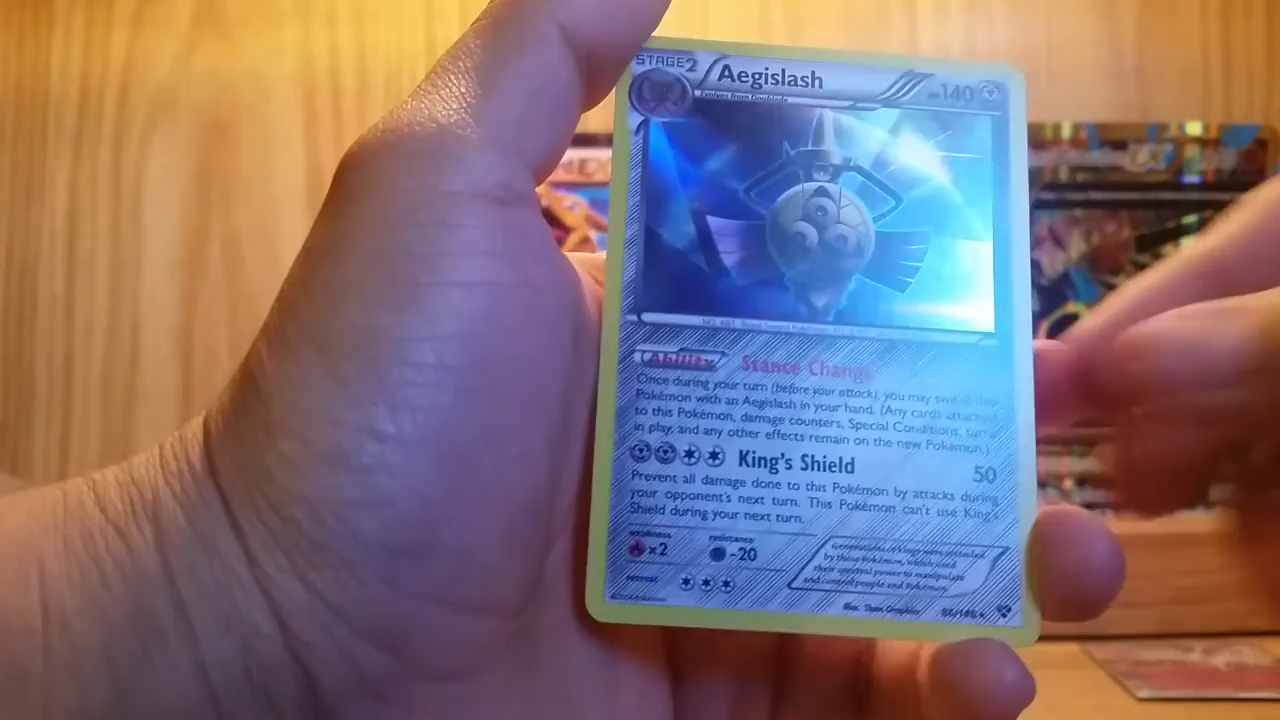 STAGE2
Aegislash
140
Evolves from Doublade
Ability
Stance Change
Once during your turn (before your attack), you may switch this
Pokémon with an Aegislash in your hand. (Any cards attached
to this Pokémon, damage counters, Special Conditions, turns
in play, and any other effects remain on the new Pokémon.)
King's Shield 50
Prevent all damage done to this Pokémon by attacks during
your opponent's next turn. This Pokémon can't use King's
Shield during your next turn.
weakness
×2
resistance
-20
retreat
Generations of kings were attended
by these Pokémon, which used
their spectral power to manipulate
and control people and Pokémon.
Illus. 5ban Graphics
86/146
EX